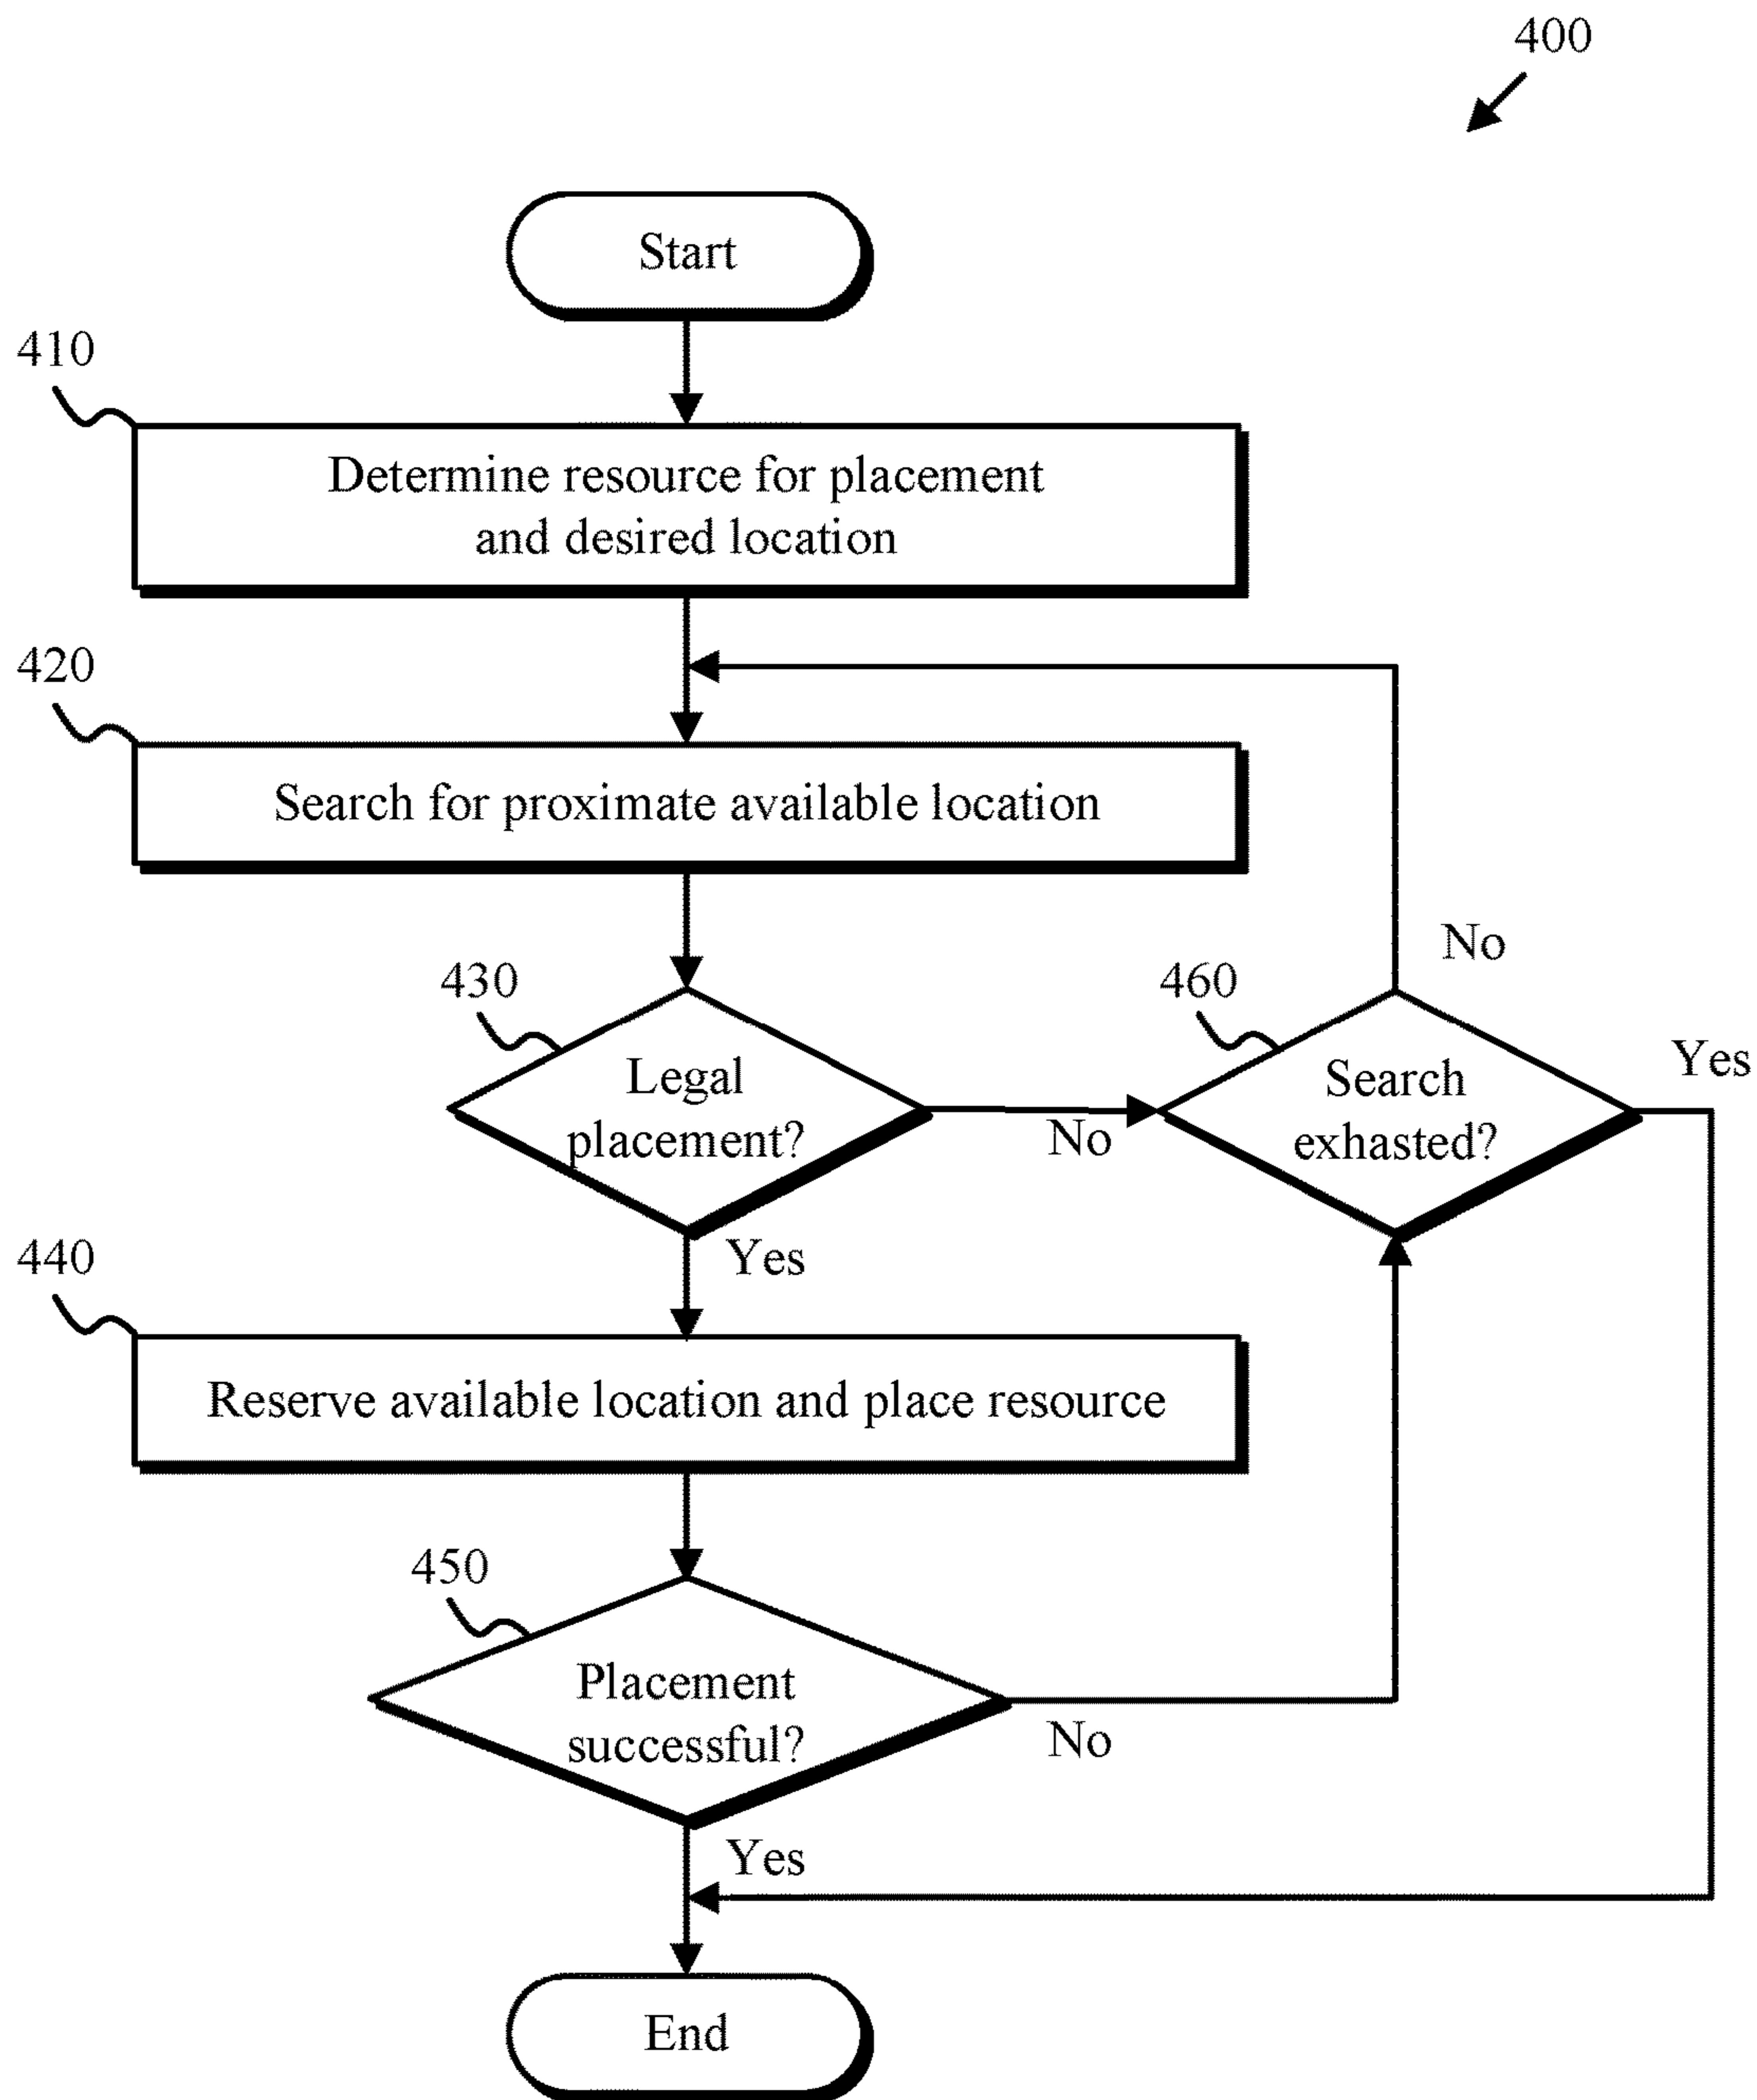 400
Start
410
Determine resource for placement
and desired location
420
Search for proximate available location
430
Legal
placement?
No
460
Search
exhasted?
No
Yes
Yes
440
Reserve available location and place resource
450
Placement
successful?
No
Yes
End